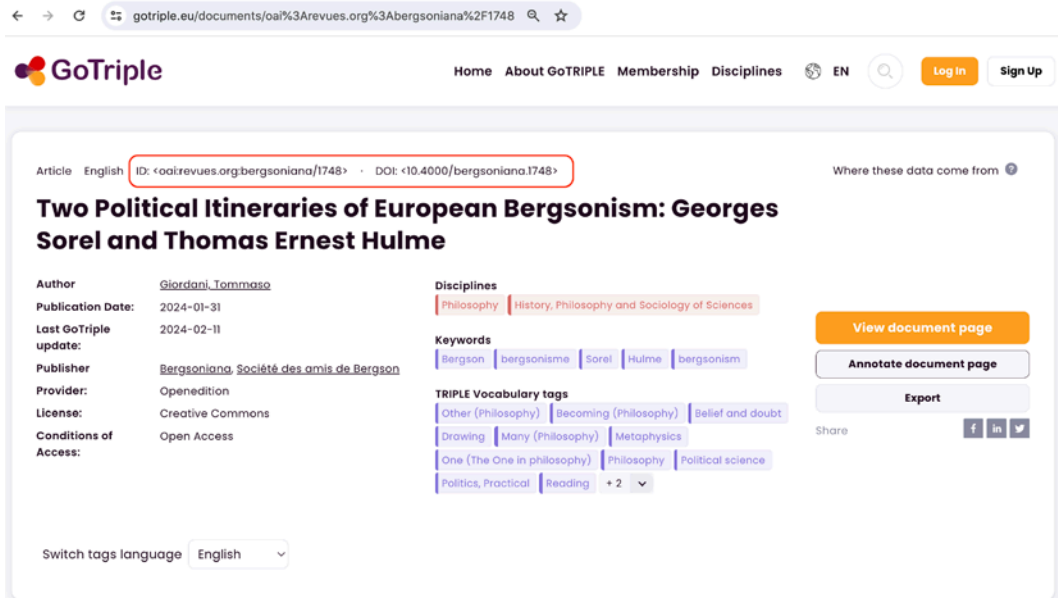 gotriple.eu/documents/oai%3Arevues.org%3Abergsoniana%2F1748
GoTriple
Home About GoTRIPLE Membership Disciplines EN Log In Sign Up
Article English ID: <oai:revues.org:bergsoniana/1748> · DOI: <10.4000/bergsoniana.1748>
Where these data come from ?
Two Political Itineraries of European Bergsonism: Georges
Sorel and Thomas Ernest Hulme
Author Giordani, Tommaso
Publication Date: 2024-01-31
Last GoTriple
update:
2024-02-11
Publisher Bergsoniana, Société des amis de Bergson
Provider: Openedition
License: Creative Commons
Conditions of
Access:
Open Access
Disciplines
Philosophy History, Philosophy and Sociology of Sciences
Keywords
Bergson bergsonisme Sorel Hulme bergsonism
TRIPLE Vocabulary tags
Other (Philosophy) Becoming (Philosophy) Belief and doubt
Drawing Many (Philosophy) Metaphysics
One (The One in philosophy) Philosophy Political science
Politics, Practical Reading + 2
View document page
Annotate document page
Export
Share f in
Switch tags language English